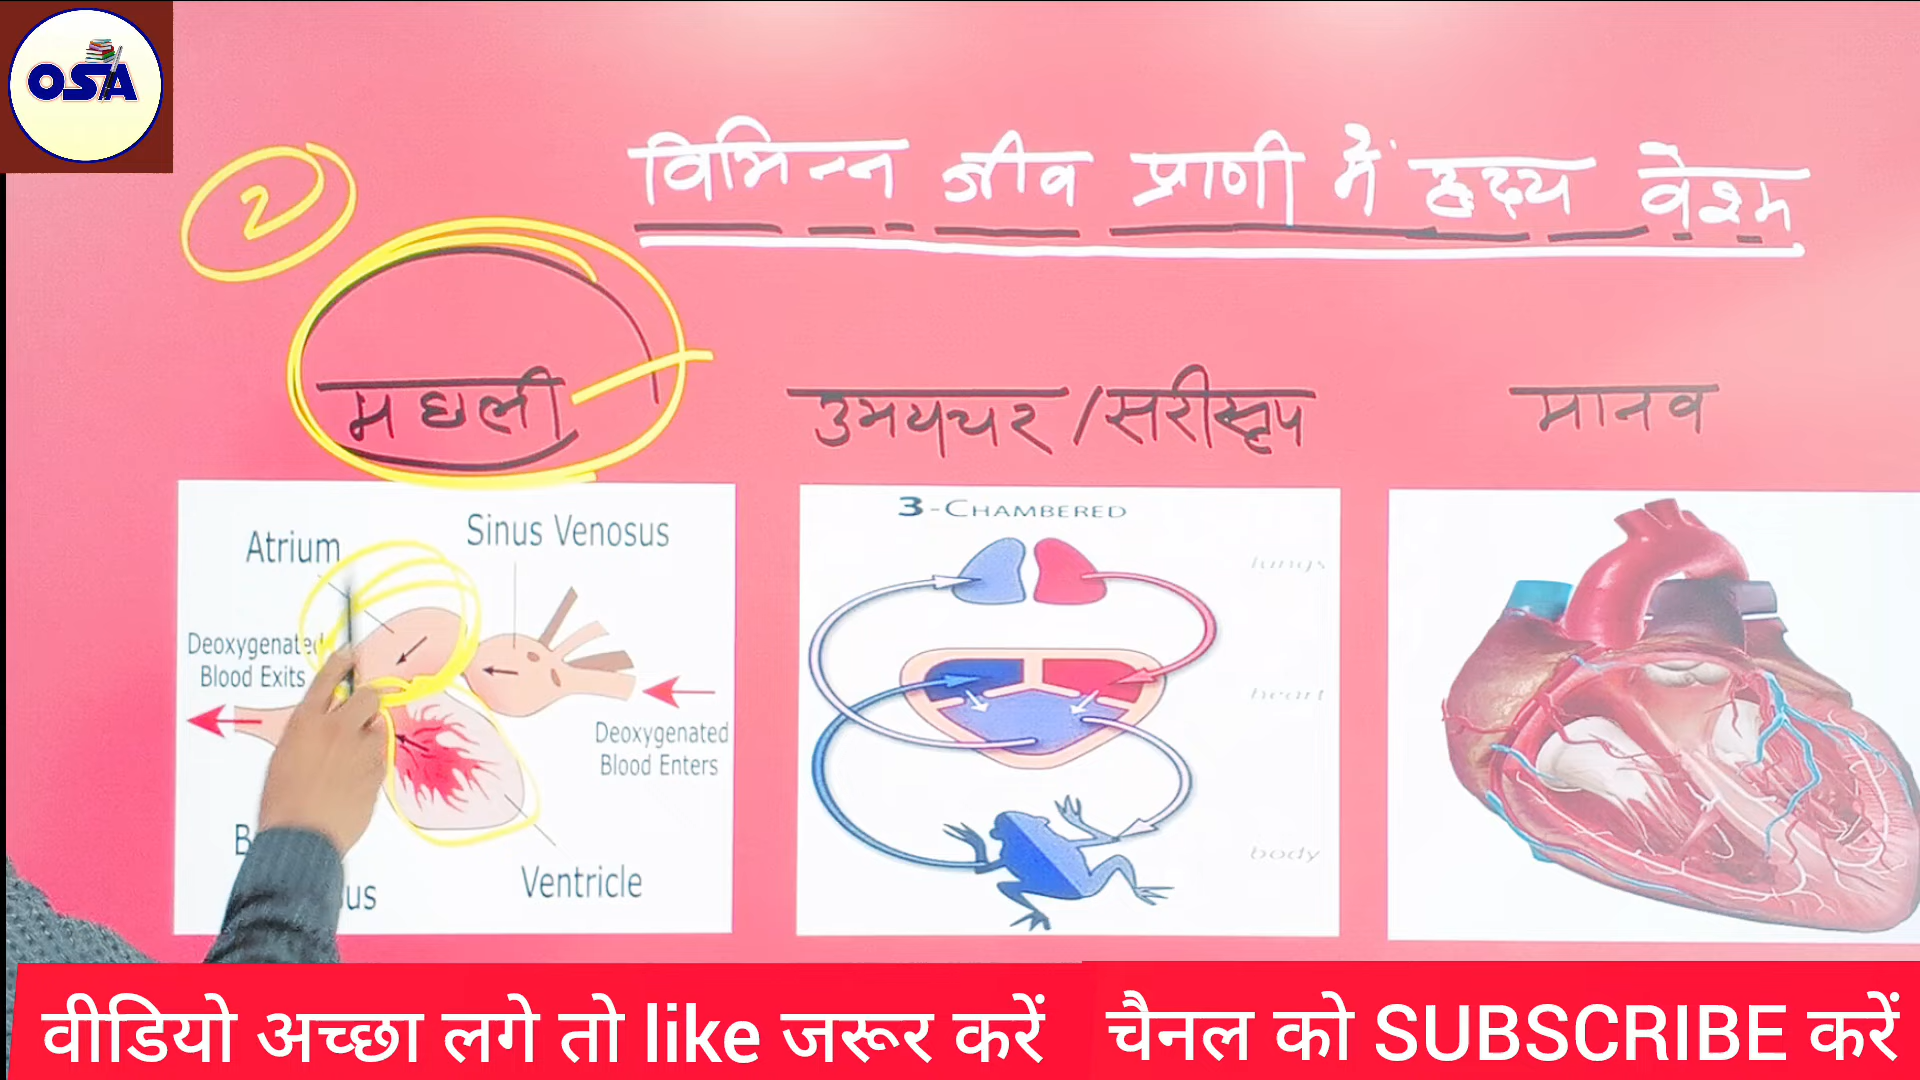 OSA
२
विभिन्न जीव प्राणी में हृदय वेश्म
मछली
उभयचर/सरीसृप
मानव
Atrium
Sinus Venosus
Deoxygenated
Blood Exits
Deoxygenated
Blood Enters
Ventricle
3-CHAMBERED
lungs
heart
body
वीडियो अच्छा लगे तो like जरूर करें
चैनल को SUBSCRIBE करें